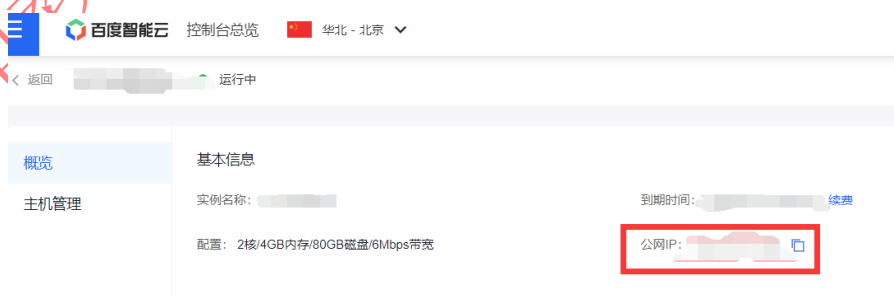 百度智能云 控制台总览 华北 - 北京
返回 运行中
概览
主机管理
基本信息
实例名称： 到期时间： 续费
配置： 2核/4GB内存/80GB磁盘/6Mbps带宽 公网IP：